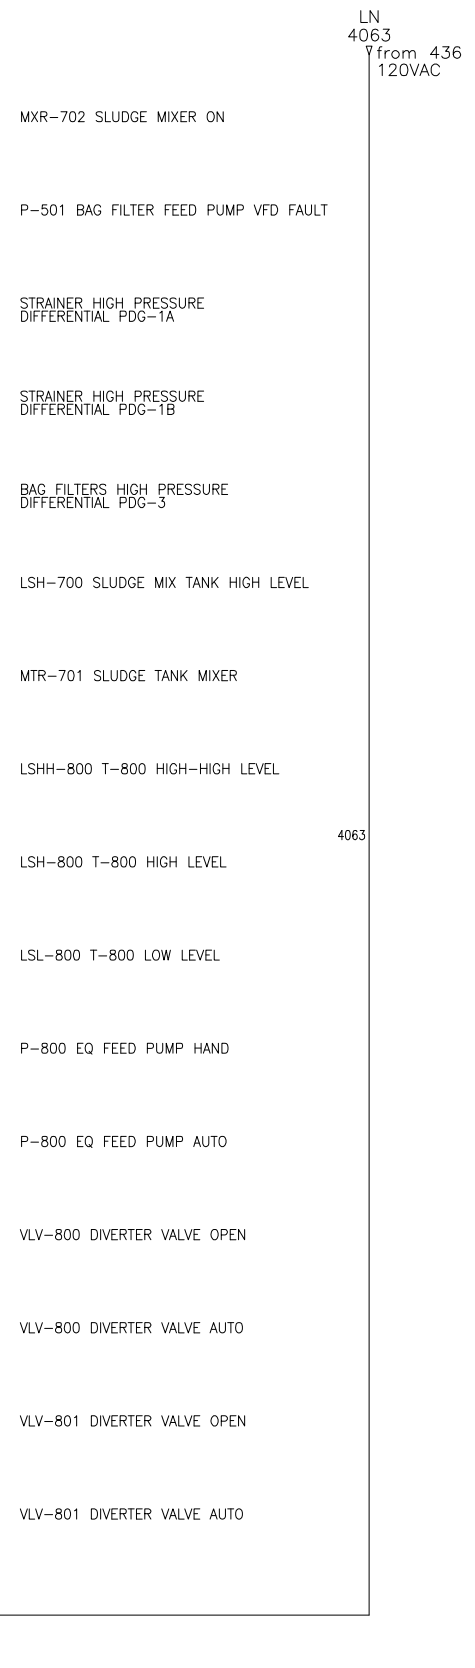 LN
4063
from 436
120VAC
MXR-702 SLUDGE MIXER ON
P-501 BAG FILTER FEED PUMP VFD FAULT
STRAINER HIGH PRESSURE
DIFFERENTIAL PDG-1A
STRAINER HIGH PRESSURE
DIFFERENTIAL PDG-1B
BAG FILTERS HIGH PRESSURE
DIFFERENTIAL PDG-3
LSH-700 SLUDGE MIX TANK HIGH LEVEL
MTR-701 SLUDGE TANK MIXER
LSHH-800 T-800 HIGH-HIGH LEVEL
4063
LSH-800 T-800 HIGH LEVEL
LSL-800 T-800 LOW LEVEL
P-800 EQ FEED PUMP HAND
P-800 EQ FEED PUMP AUTO
VLV-800 DIVERTER VALVE OPEN
VLV-800 DIVERTER VALVE AUTO
VLV-801 DIVERTER VALVE OPEN
VLV-801 DIVERTER VALVE AUTO